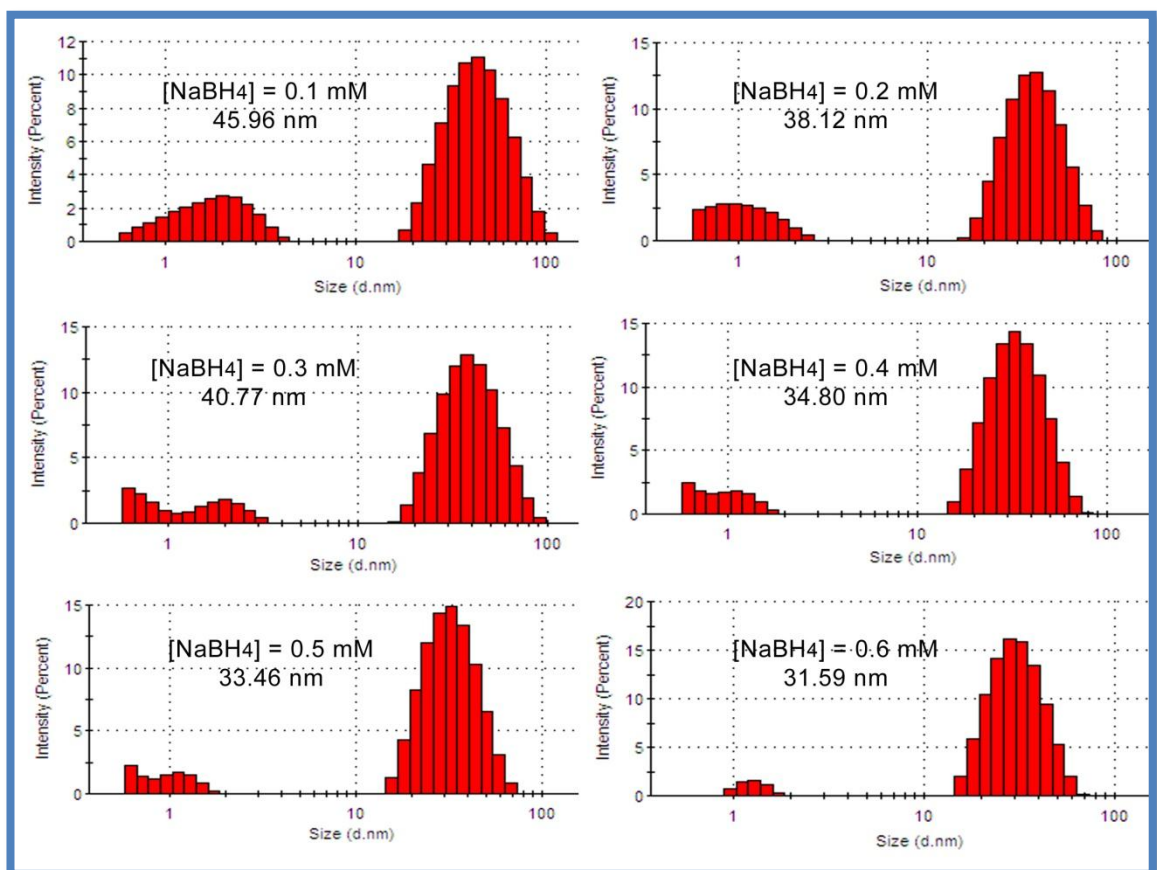 Intensity (Percent)
12
10
8
6
4
2
0
[NaBH4] = 0.1 mM
45.96 nm
1
10
100
Size (d.nm)
Intensity (Percent)
15
10
5
0
[NaBH4] = 0.2 mM
38.12 nm
1
10
100
Size (d.nm)
Intensity (Percent)
15
10
5
0
[NaBH4] = 0.3 mM
40.77 nm
1
10
100
Size (d.nm)
Intensity (Percent)
15
10
5
0
[NaBH4] = 0.4 mM
34.80 nm
1
10
100
Size (d.nm)
Intensity (Percent)
15
10
5
0
[NaBH4] = 0.5 mM
33.46 nm
1
10
100
Size (d.nm)
Intensity (Percent)
20
15
10
5
0
[NaBH4] = 0.6 mM
31.59 nm
1
10
100
Size (d.nm)